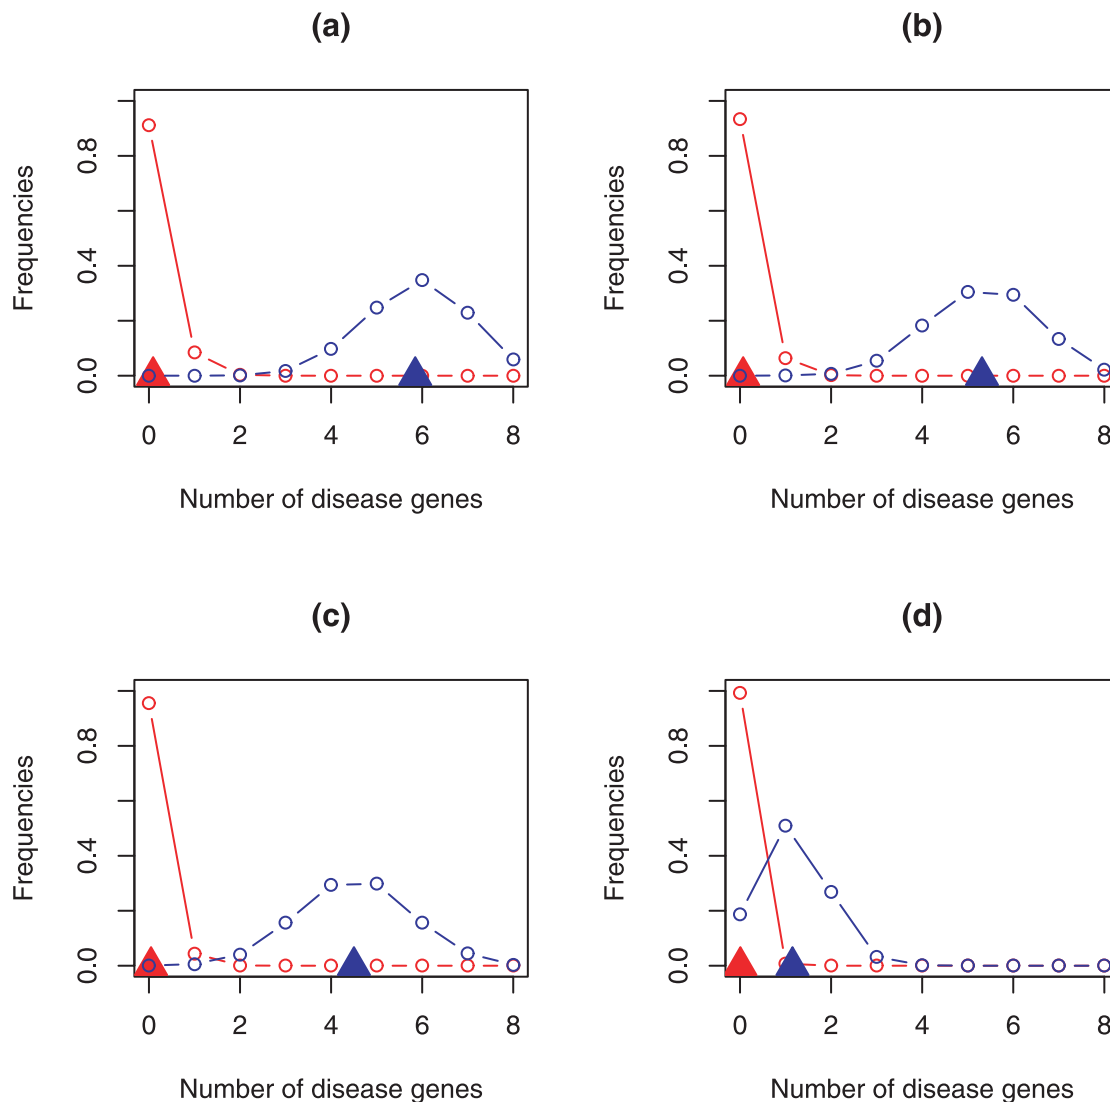 (a)
Frequencies
0.0 0.4 0.8
0 2 4 6 8
Number of disease genes
(b)
Frequencies
0.0 0.4 0.8
0 2 4 6 8
Number of disease genes
(c)
Frequencies
0.0 0.4 0.8
0 2 4 6 8
Number of disease genes
(d)
Frequencies
0.0 0.4 0.8
0 2 4 6 8
Number of disease genes